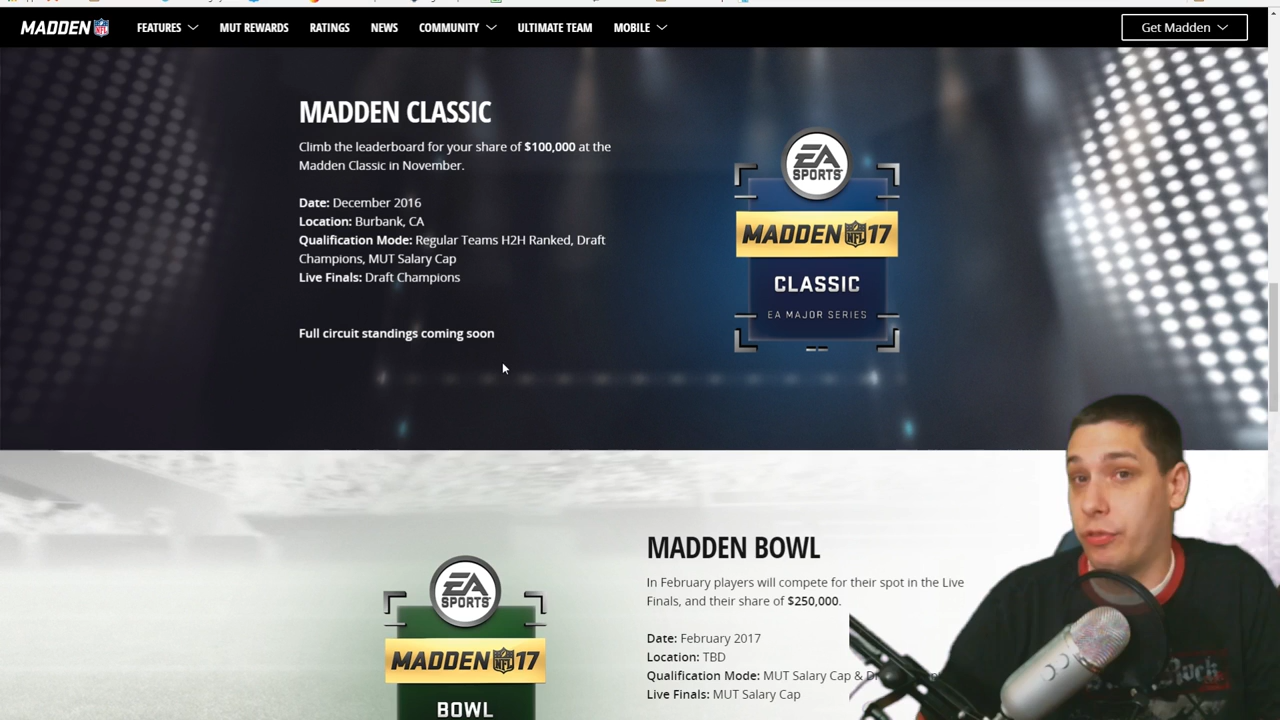 MADDEN NFL FEATURES MUT REWARDS RATINGS NEWS COMMUNITY ULTIMATE TEAM MOBILE Get Madden
MADDEN CLASSIC
Climb the leaderboard for your share of $100,000 at the
Madden Classic in November.
Date: December 2016
Location: Burbank, CA
Qualification Mode: Regular Teams H2H Ranked, Draft
Champions, MUT Salary Cap
Live Finals: Draft Champions
Full circuit standings coming soon
EA
SPORTS
MADDEN NFL 17
CLASSIC
EA MAJOR SERIES
MADDEN BOWL
In February players will compete for their spot in the Live
Finals, and their share of $250,000.
Date: February 2017
Location: TBD
Qualification Mode: MUT Salary Cap &
Live Finals: MUT Salary Cap
EA
SPORTS
MADDEN NFL 17
BOWL
Rock